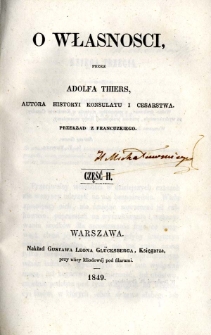 O WŁASNOSCI,
PRZEZ
ADOLFA THIERS,
AUTORA HISTORYI KONSULATU I CESARSTWA.
PRZEKŁAD Z FRANCUZKIEGO.
CZĘŚĆ II.
WARSZAWA.
Nakład Gustawa Leona Glücksberga, Księgarza,
przy ulicy Miodowéj pod filarami.
1849.